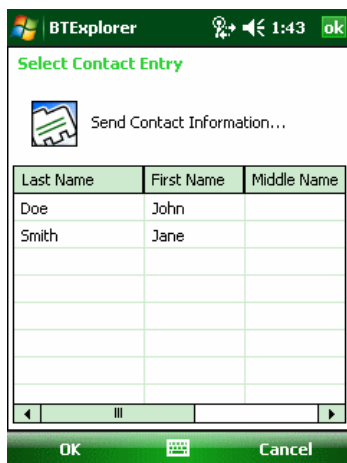 BTExplorer 1:43 ok
Select Contact Entry
Send Contact Information...
Last Name First Name Middle Name
Doe John
Smith Jane
OK Cancel